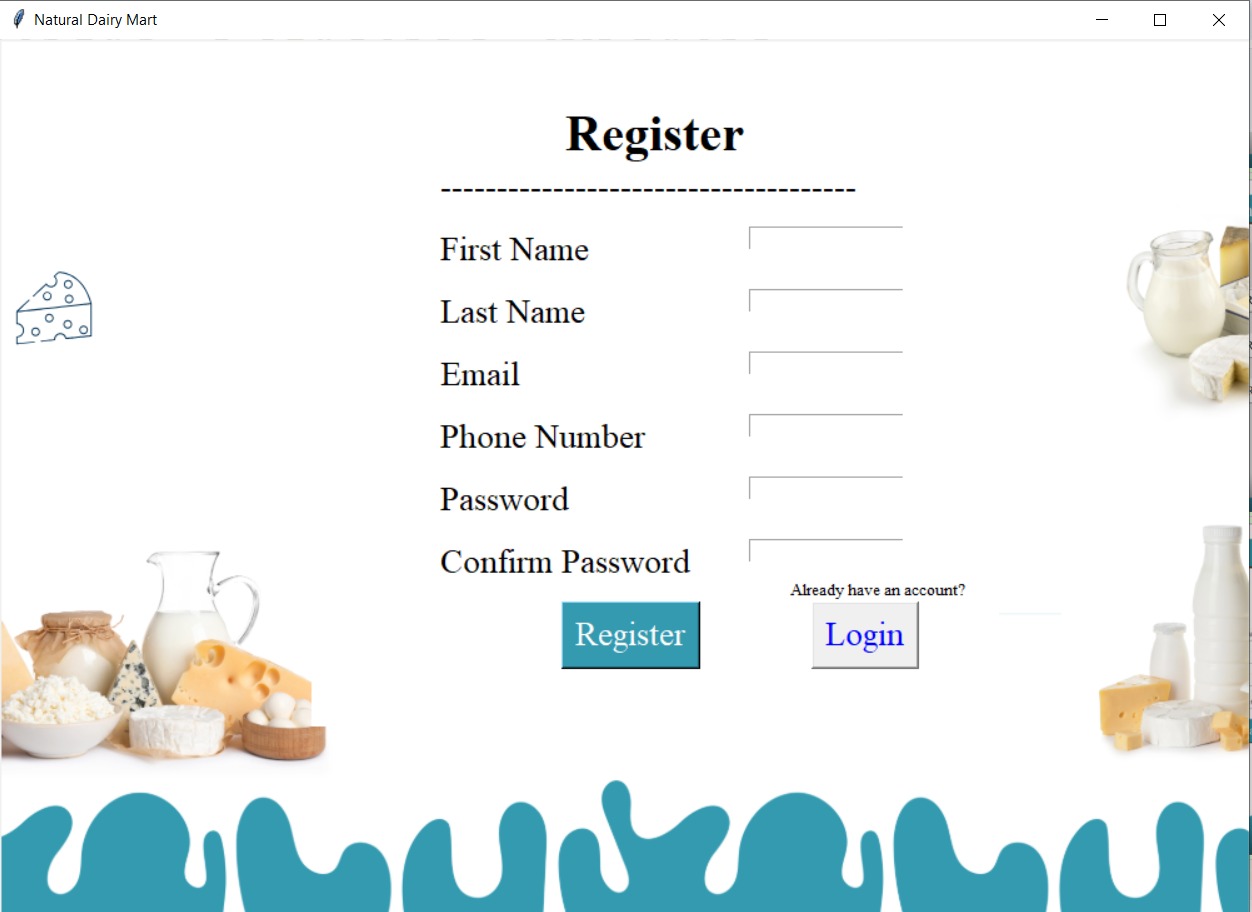 Natural Dairy Mart
Register
-------------------------------------
First Name
Last Name
Email
Phone Number
Password
Confirm Password
Already have an account?
Register
Login